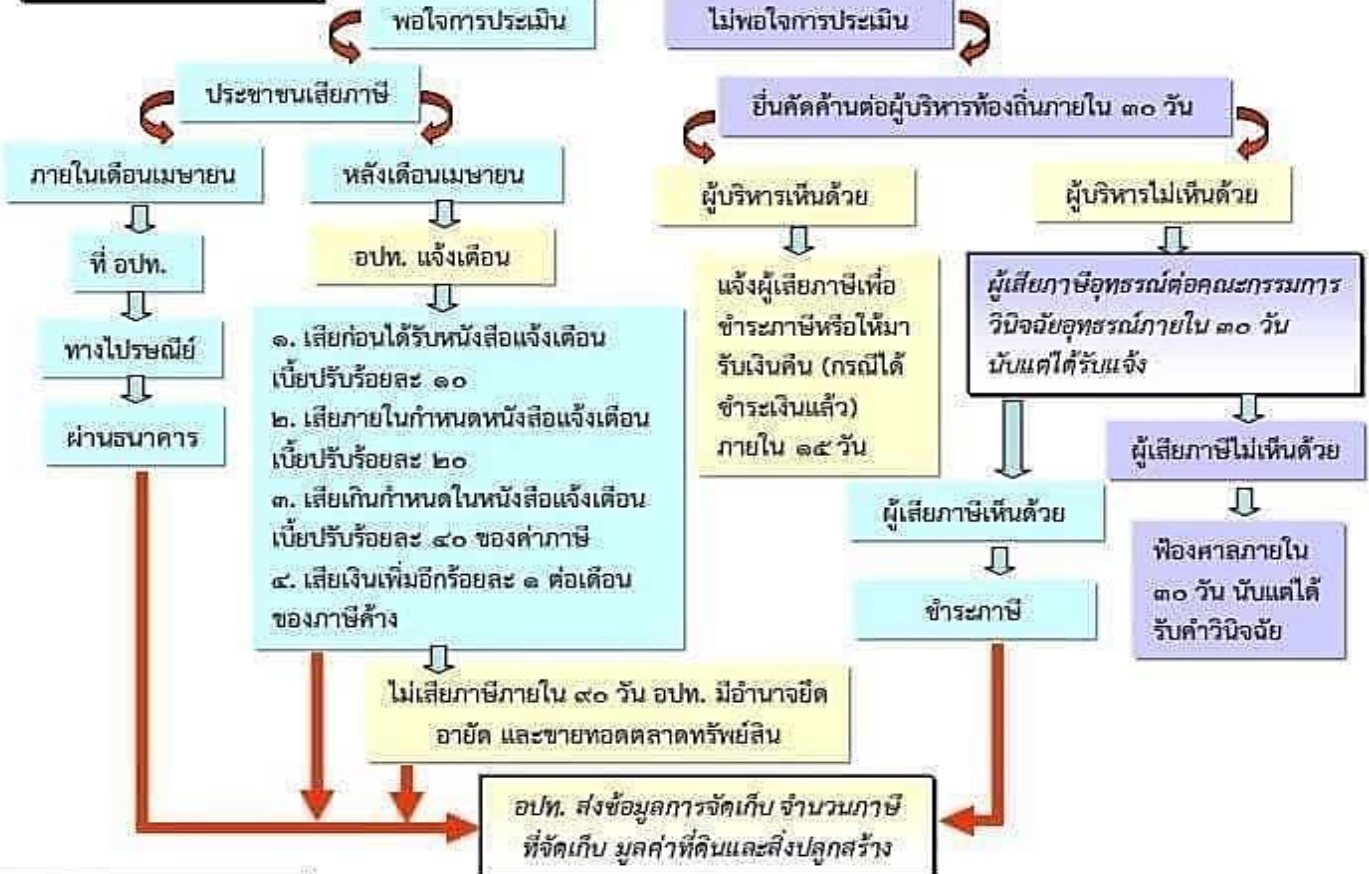 พอใจการประเมิน
ไม่พอใจการประเมิน
ประชาชนเสียภาษี
ยื่นคัดค้านต่อผู้บริหารท้องถิ่นภายใน ๓๐ วัน
ภายในเดือนเมษายน
หลังเดือนเมษายน
ผู้บริหารเห็นด้วย
ผู้บริหารไม่เห็นด้วย
ที่ อปท.
อปท. แจ้งเตือน
ทางไปรษณีย์
ผ่านธนาคาร
๑. เสียก่อนได้รับหนังสือแจ้งเตือน
เบี้ยปรับร้อยละ ๑๐
๒. เสียภายในกำหนดหนังสือแจ้งเตือน
เบี้ยปรับร้อยละ ๒๐
๓. เสียเกินกำหนดในหนังสือแจ้งเตือน
เบี้ยปรับร้อยละ ๔๐ ของค่าภาษี
๔. เสียเงินเพิ่มอีกร้อยละ ๑ ต่อเดือน
ของภาษีค้าง
แจ้งผู้เสียภาษีเพื่อ
ชำระภาษีหรือให้มา
รับเงินคืน (กรณีได้
ชำระเงินแล้ว)
ภายใน ๑๕ วัน
ผู้เสียภาษีอุทธรณ์ต่อคณะกรรมการ
วินิจฉัยอุทธรณ์ภายใน ๓๐ วัน
นับแต่ได้รับแจ้ง
ผู้เสียภาษีเห็นด้วย
ชำระภาษี
ผู้เสียภาษีไม่เห็นด้วย
ฟ้องศาลภายใน
๓๐ วัน นับแต่ได้
รับคำวินิจฉัย
ไม่เสียภาษีภายใน ๙๐ วัน อปท. มีอำนาจยึด
อายัด และขายทอดตลาดทรัพย์สิน
อปท. ส่งข้อมูลการจัดเก็บ จำนวนภาษี
ที่จัดเก็บ มูลค่าที่ดินและสิ่งปลูกสร้าง